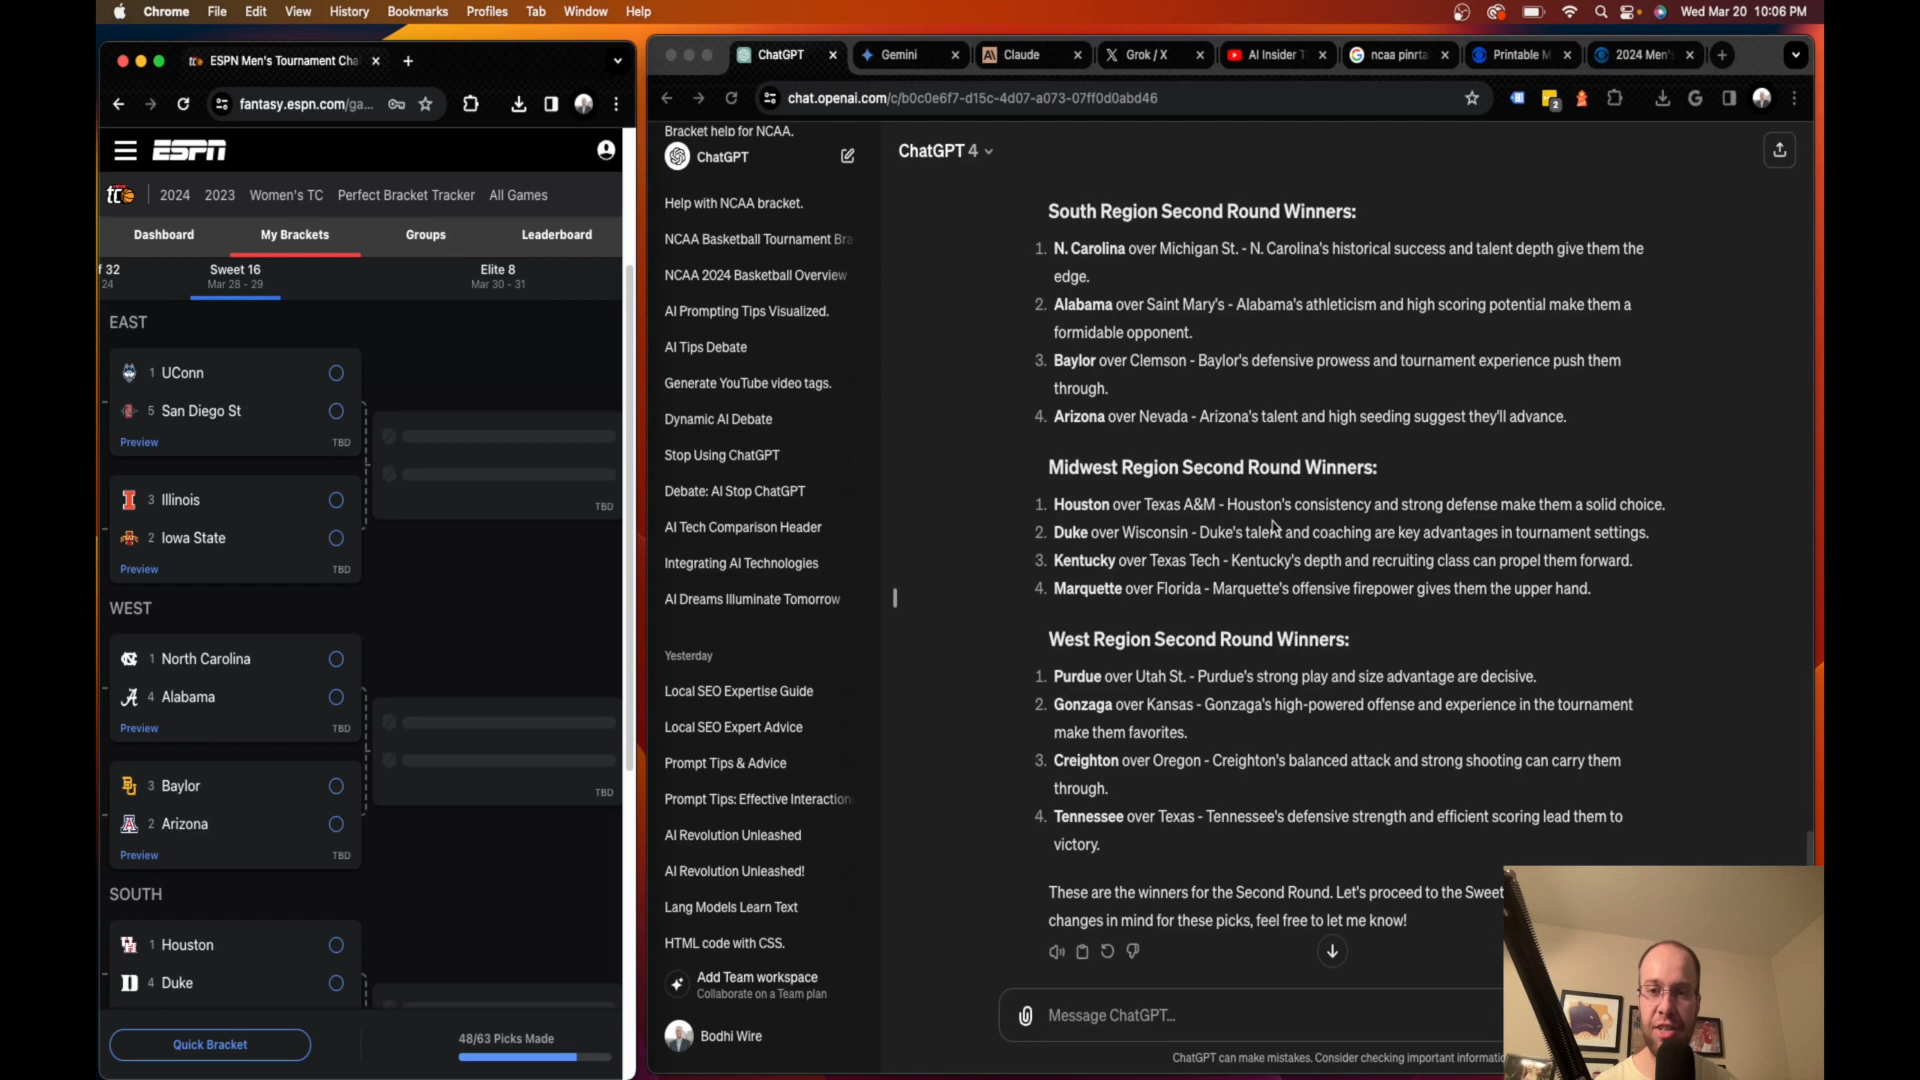 Chrome File Edit View History Bookmarks Profiles Tab Window Help Wed Mar 20 10:06 PM
ESPN Men's Tournament Cha
fantasy.espn.com/ga...
ESPN
tc 2024 2023 Women's TC Perfect Bracket Tracker All Games
Dashboard My Brackets Groups Leaderboard
f 32 Sweet 16 Elite 8
24 Mar 28 - 29 Mar 30 - 31
EAST
1 UConn
5 San Diego St
Preview TBD
TBD
3 Illinois
2 Iowa State
Preview TBD
WEST
1 North Carolina
4 Alabama
Preview TBD
TBD
3 Baylor
2 Arizona
Preview TBD
SOUTH
1 Houston
4 Duke
Quick Bracket
48/63 Picks Made
ChatGPT Gemini Claude Grok / X AI Insider T ncaa pinrta Printable M 2024 Men'
chat.openai.com/c/b0c0e6f7-d15c-4d07-a073-07ff0d0abd46
2
Bracket help for NCAA.
ChatGPT
Help with NCAA bracket.
NCAA Basketball Tournament Bra
NCAA 2024 Basketball Overview
AI Prompting Tips Visualized.
AI Tips Debate
Generate YouTube video tags.
Dynamic AI Debate
Stop Using ChatGPT
Debate: AI Stop ChatGPT
AI Tech Comparison Header
Integrating AI Technologies
AI Dreams Illuminate Tomorrow
Yesterday
Local SEO Expertise Guide
Local SEO Expert Advice
Prompt Tips & Advice
Prompt Tips: Effective Interaction
AI Revolution Unleashed
AI Revolution Unleashed!
Lang Models Learn Text
HTML code with CSS.
Add Team workspace
Collaborate on a Team plan
Bodhi Wire
ChatGPT 4
South Region Second Round Winners:
1. N. Carolina over Michigan St. - N. Carolina's historical success and talent depth give them the
edge.
2. Alabama over Saint Mary's - Alabama's athleticism and high scoring potential make them a
formidable opponent.
3. Baylor over Clemson - Baylor's defensive prowess and tournament experience push them
through.
4. Arizona over Nevada - Arizona's talent and high seeding suggest they'll advance.
Midwest Region Second Round Winners:
1. Houston over Texas A&M - Houston's consistency and strong defense make them a solid choice.
2. Duke over Wisconsin - Duke's talent and coaching are key advantages in tournament settings.
3. Kentucky over Texas Tech - Kentucky's depth and recruiting class can propel them forward.
4. Marquette over Florida - Marquette's offensive firepower gives them the upper hand.
West Region Second Round Winners:
1. Purdue over Utah St. - Purdue's strong play and size advantage are decisive.
2. Gonzaga over Kansas - Gonzaga's high-powered offense and experience in the tournament
make them favorites.
3. Creighton over Oregon - Creighton's balanced attack and strong shooting can carry them
through.
4. Tennessee over Texas - Tennessee's defensive strength and efficient scoring lead them to
victory.
These are the winners for the Second Round. Let's proceed to the Sweet
changes in mind for these picks, feel free to let me know!
Message ChatGPT...
ChatGPT can make mistakes. Consider checking important informatio